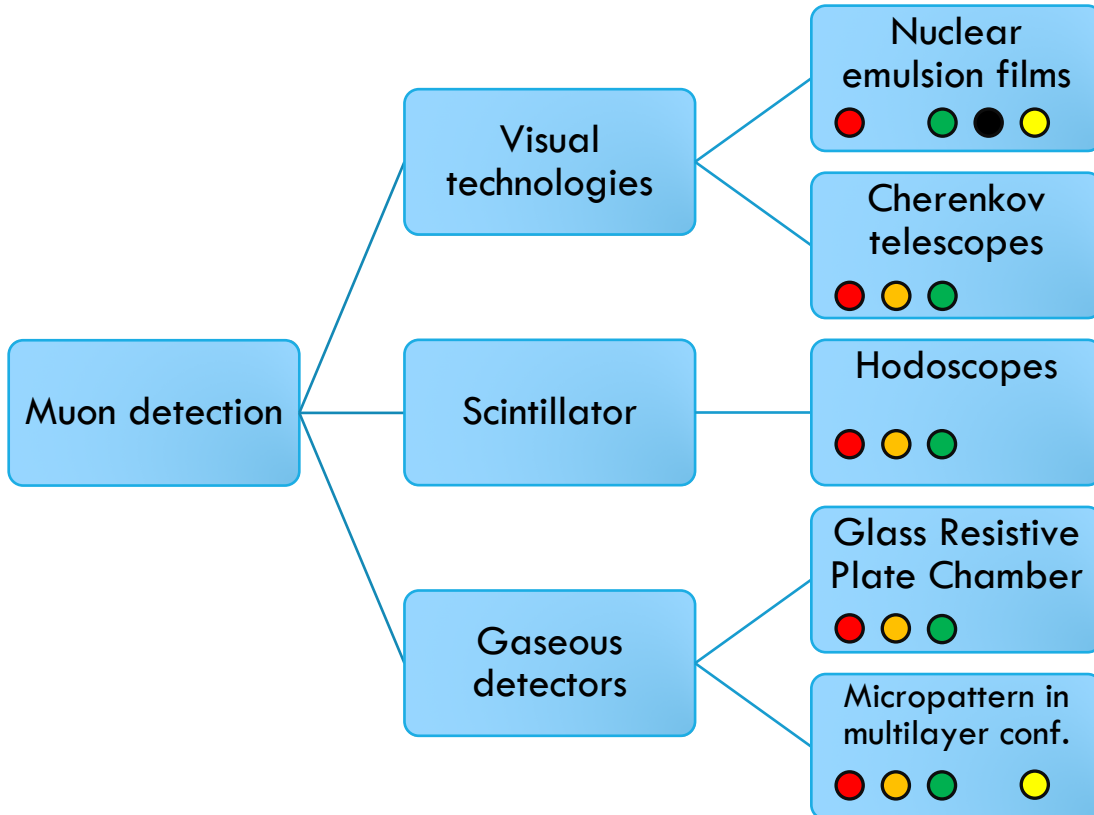 Muon detection
Visual
technologies
Nuclear
emulsion films
Cherenkov
telescopes
Scintillator
Hodoscopes
Gaseous
detectors
Glass Resistive
Plate Chamber
Micropattern in
multilayer conf.